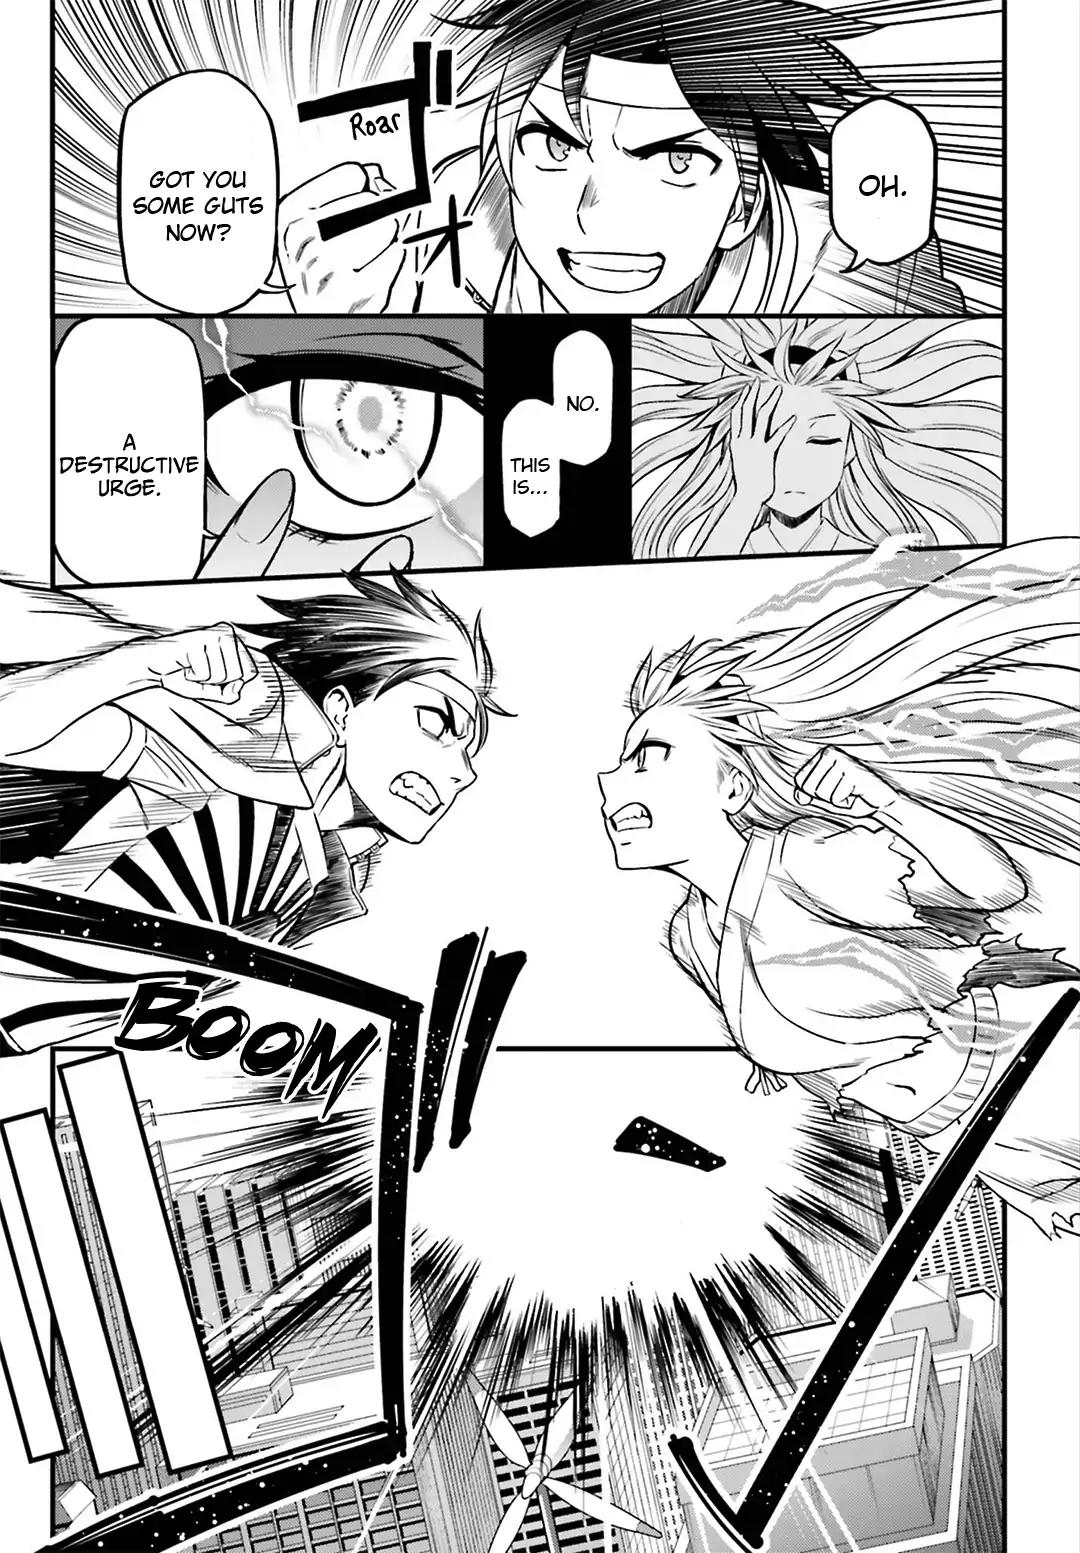 OH.
Roar
GOT YOU
SOME GUTS
NOW?
NO.
THIS
IS...
A
DESTRUCTIVE
URGE.
BOOM